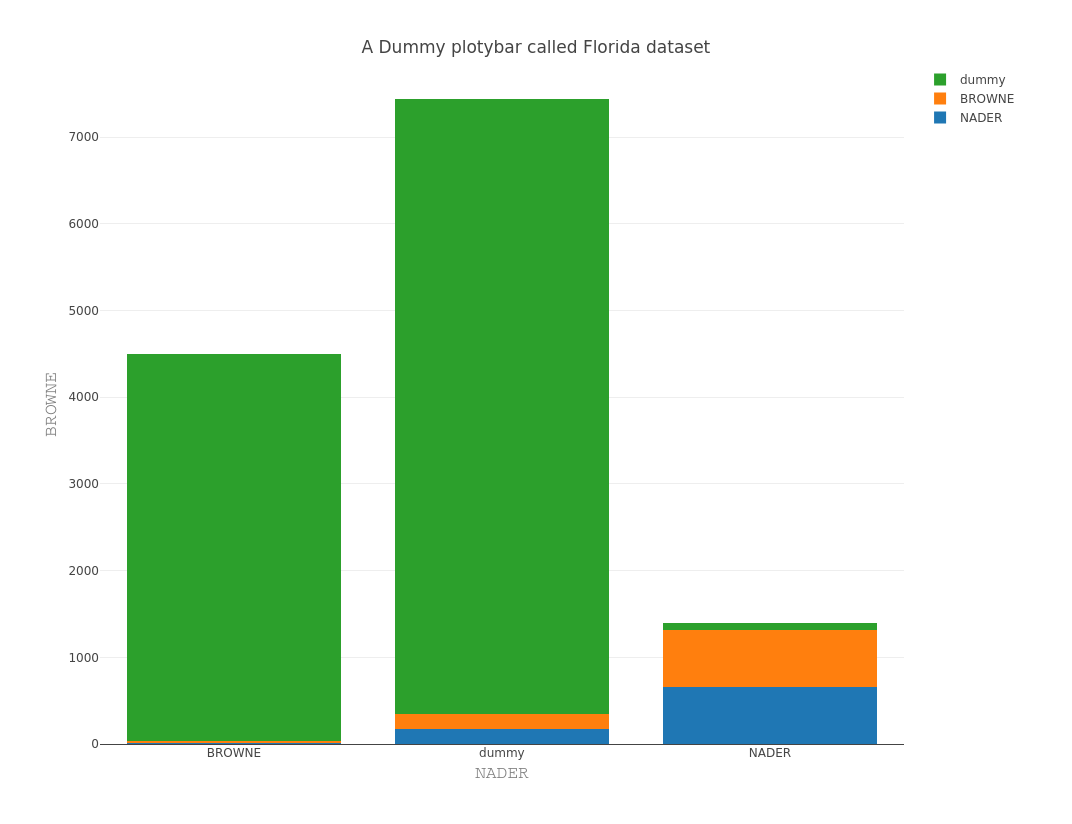 A Dummy plotybar called Florida dataset
dummy
BROWNE
NADER
7000
6000
5000
4000
3000
2000
1000
0
BROWNE
BROWNE
dummy
NADER
NADER